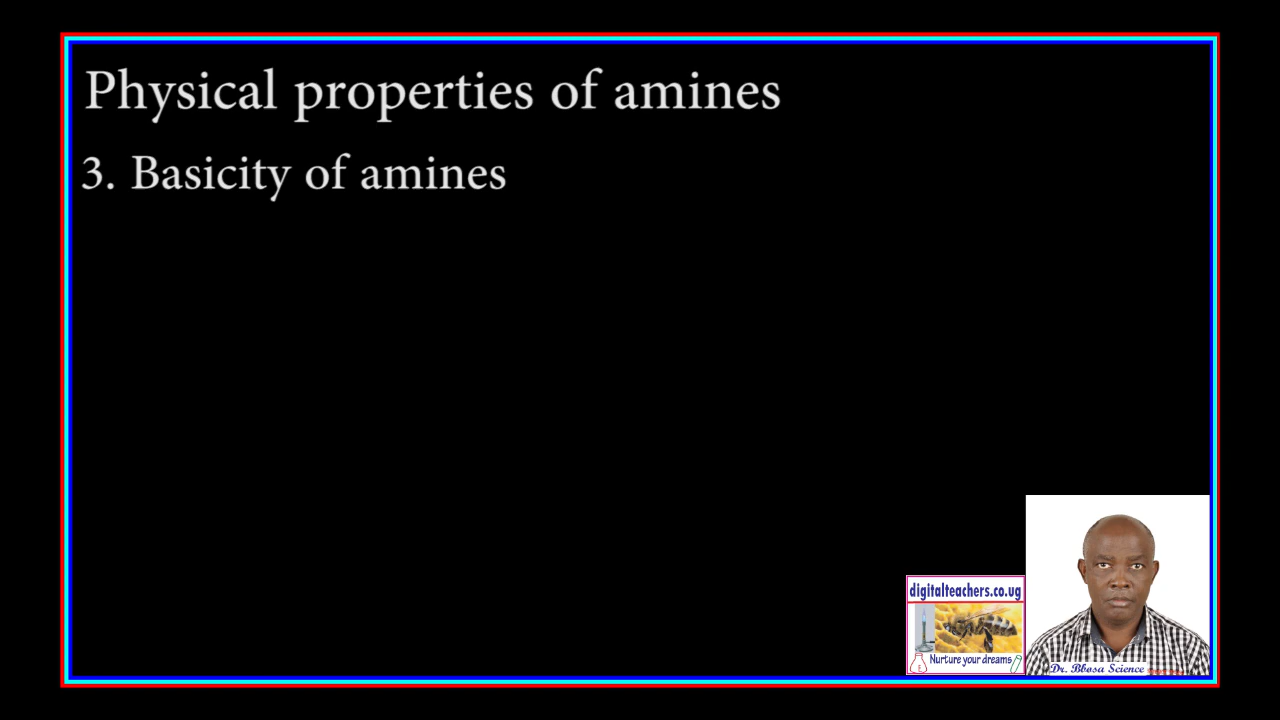 Physical properties of amines
3. Basicity of amines
digitalteachers.co.ug
Nurture your dreams
Dr. Bbosa Science